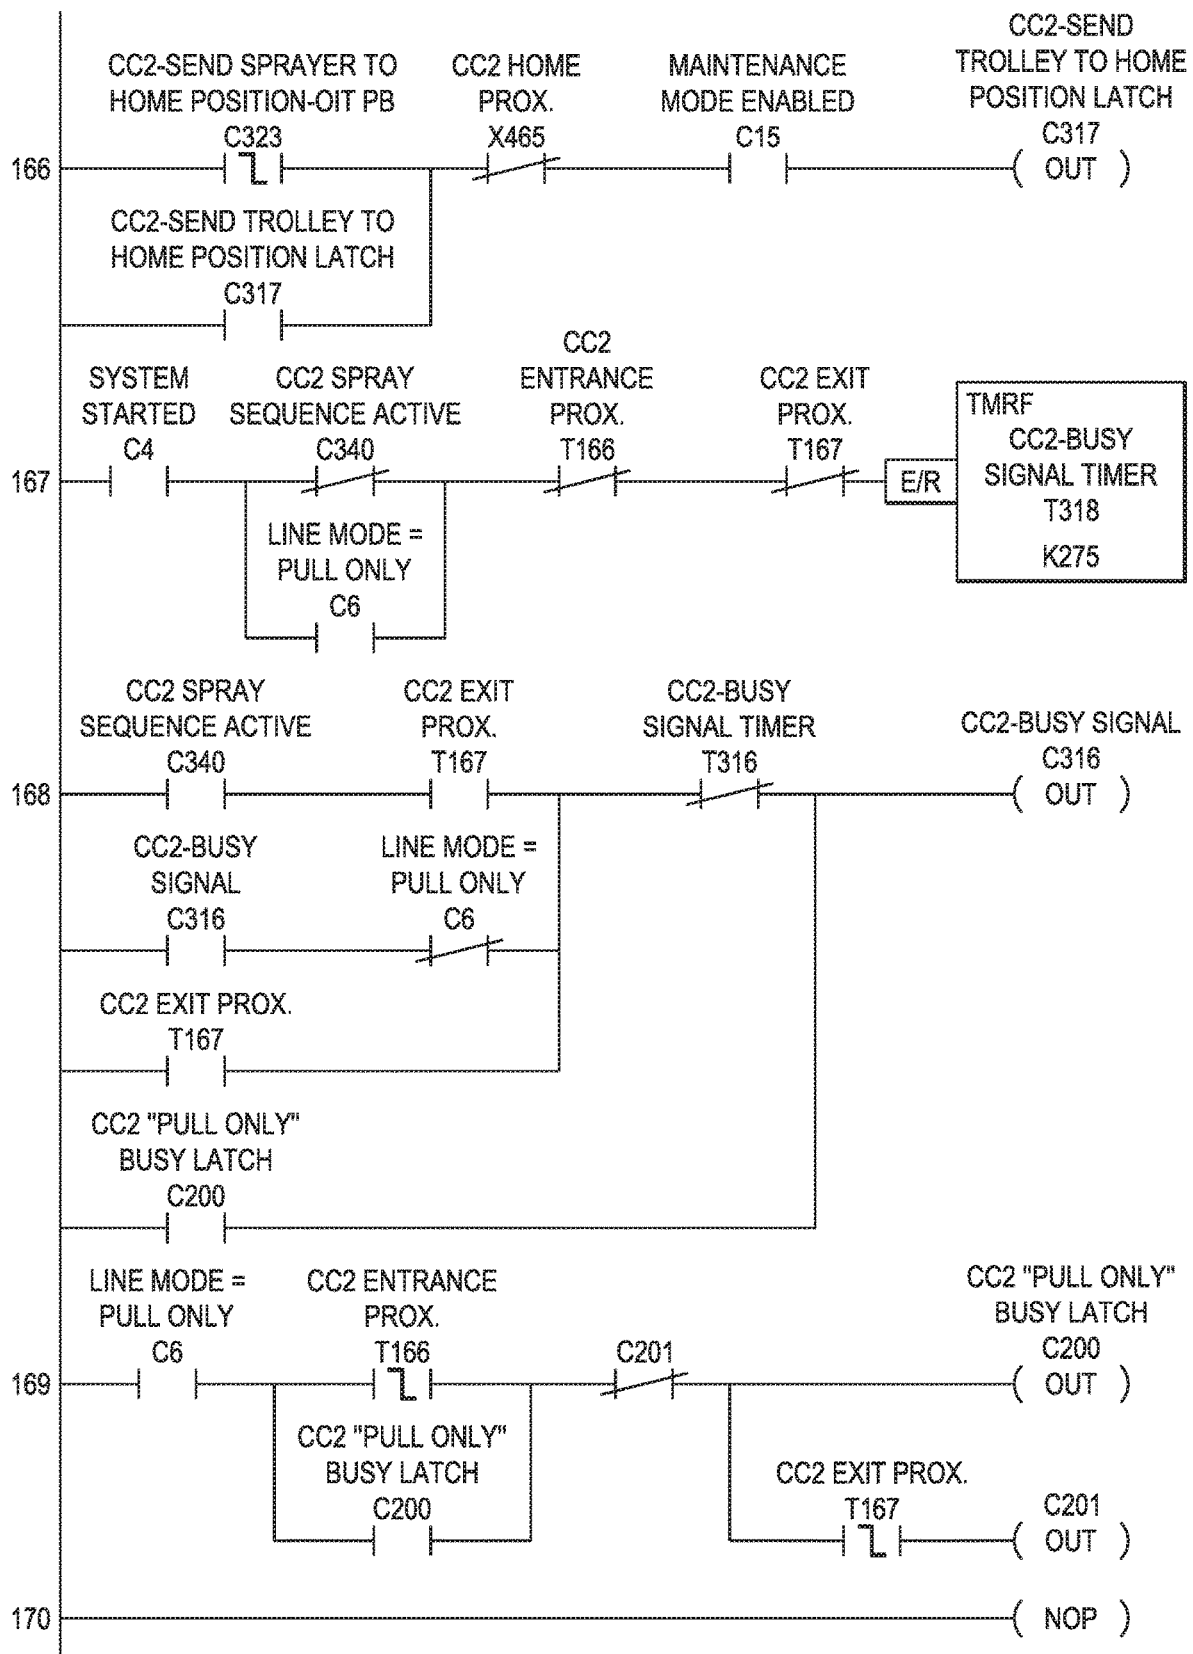 CC2-SEND SPRAYER TO
HOME POSITION-OIT PB
C323
CC2 HOME
PROX.
X465
MAINTENANCE
MODE ENABLED
C15
CC2-SEND
TROLLEY TO HOME
POSITION LATCH
C317
166
OUT
CC2-SEND TROLLEY TO
HOME POSITION LATCH
C317
SYSTEM
STARTED
C4
CC2 SPRAY
SEQUENCE ACTIVE
C340
CC2
ENTRANCE
PROX.
T166
CC2 EXIT
PROX.
T167
167
E/R
TMRF
CC2-BUSY
SIGNAL TIMER
T318
K275
LINE MODE =
PULL ONLY
C6
CC2 SPRAY
SEQUENCE ACTIVE
C340
CC2 EXIT
PROX.
T167
CC2-BUSY
SIGNAL TIMER
T316
CC2-BUSY SIGNAL
C316
168
OUT
CC2-BUSY
SIGNAL
C316
LINE MODE =
PULL ONLY
C6
CC2 EXIT PROX.
T167
CC2 "PULL ONLY"
BUSY LATCH
C200
LINE MODE =
PULL ONLY
C6
CC2 ENTRANCE
PROX.
T166
C201
CC2 "PULL ONLY"
BUSY LATCH
C200
169
OUT
CC2 "PULL ONLY"
BUSY LATCH
C200
CC2 EXIT PROX.
T167
C201
OUT
170
NOP